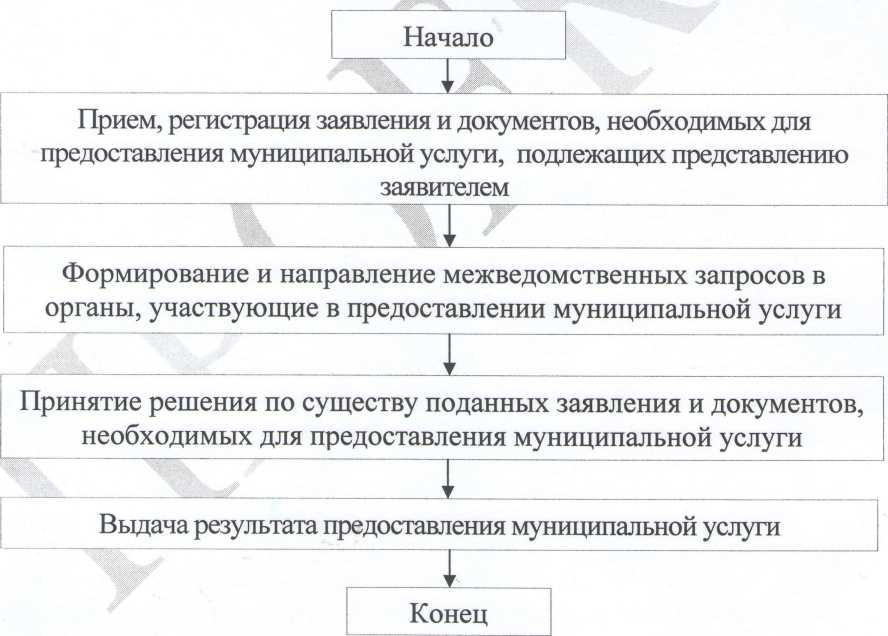 Начало
Прием, регистрация заявления и документов, необходимых для
предоставления муниципальной услуги, подлежащих представлению
заявителем
Формирование и направление межведомственных запросов в
органы, участвующие в предоставлении муниципальной услуги
Принятие решения по существу поданных заявления и документов,
необходимых для предоставления муниципальной услуги
Выдача результата предоставления муниципальной услуги
Конец